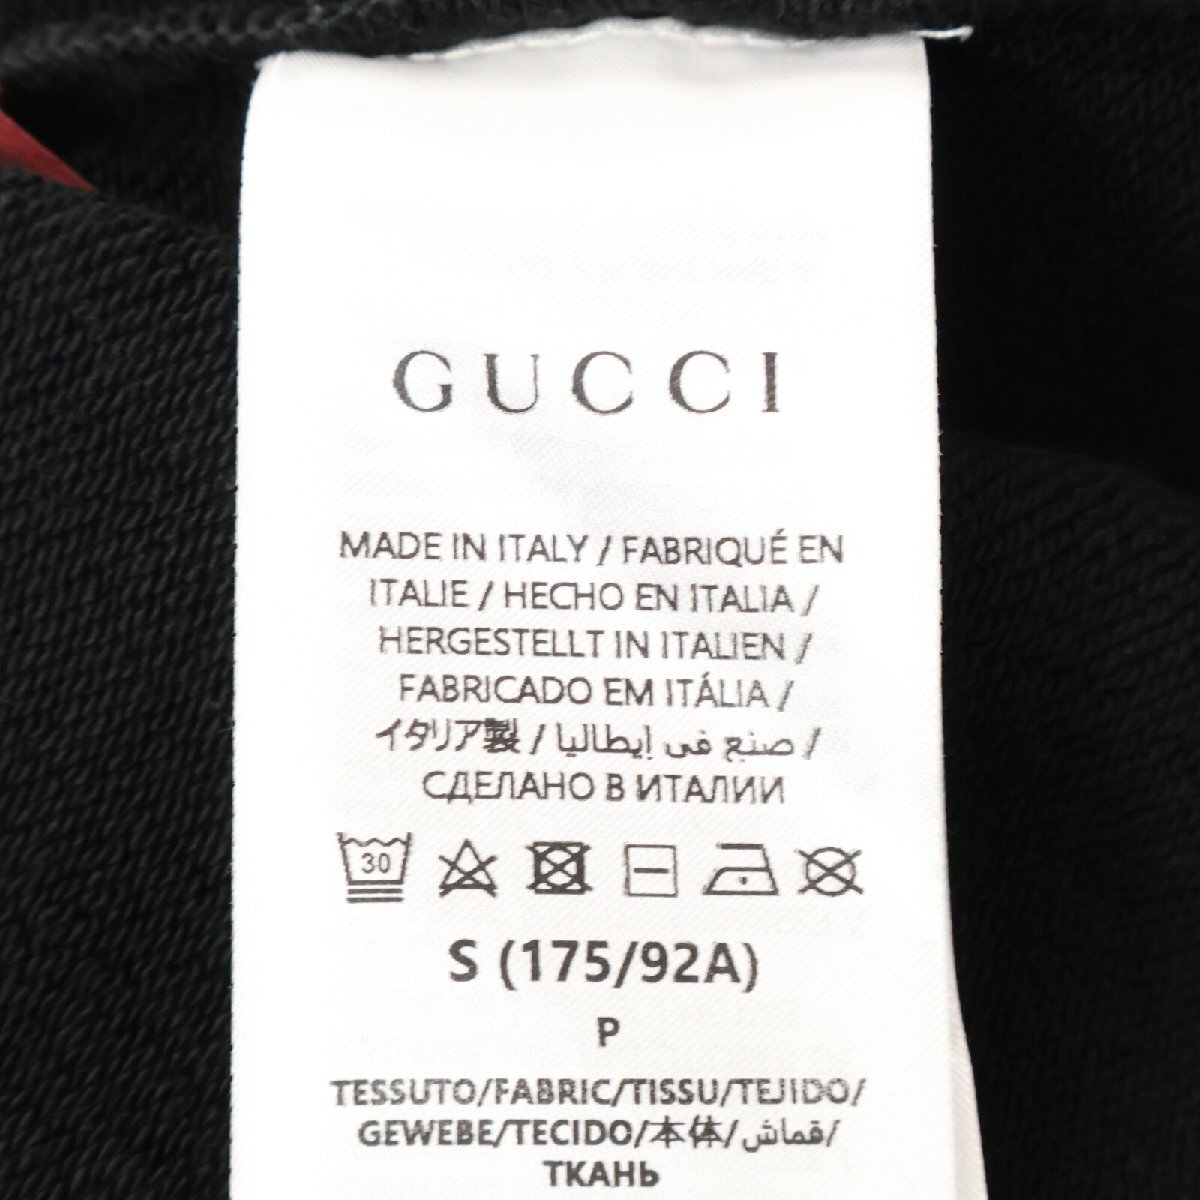 GUCCI
MADE IN ITALY / FABRIQUÉ EN
ITALIE / HECHO EN ITALIA /
HERGESTELLT IN ITALIEN /
FABRICADO EM ITÁLIA /
イタリア製 / صنع في إيطاليا /
СДЕЛАНО В ИТАЛИИ
30
S (175/92A)
P
TESSUTO/FABRIC/TISSU/TEJIDO/
GEWEBE/TECIDO/本体/قماش/
ТКАНЬ